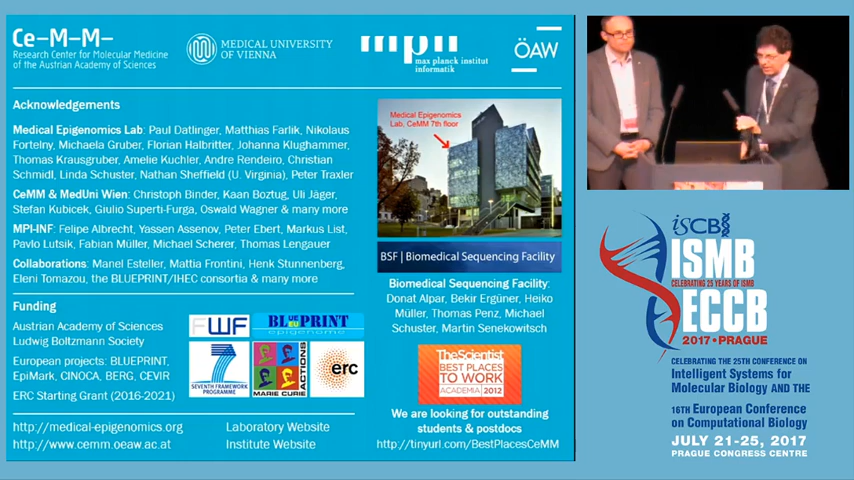 Ce–M–M–
Research Center for Molecular Medicine
of the Austrian Academy of Sciences
MEDICAL UNIVERSITY
OF VIENNA
max planck institut
informatik
ÖAW
Acknowledgements
Medical Epigenomics Lab: Paul Datlinger, Matthias Farlik, Nikolaus
Fortelny, Michaela Gruber, Florian Halbritter, Johanna Klughammer,
Thomas Krausgruber, Amelie Kuchler, Andre Rendeiro, Christian
Schmidl, Linda Schuster, Nathan Sheffield (U. Virginia), Peter Traxler
CeMM & MedUni Wien: Christoph Binder, Kaan Boztug, Uli Jäger,
Stefan Kubicek, Giulio Superti-Furga, Oswald Wagner & many more
MPI-INF: Felipe Albrecht, Yassen Assenov, Peter Ebert, Markus List,
Pavlo Lutsik, Fabian Müller, Michael Scherer, Thomas Lengauer
Collaborations: Manel Esteller, Mattia Frontini, Henk Stunnenberg,
Eleni Tomazou, the BLUEPRINT/IHEC consortia & many more
Funding
Austrian Academy of Sciences
Ludwig Boltzmann Society
European projects: BLUEPRINT,
EpiMark, CINOCA, BERG, CEVIR
ERC Starting Grant (2016-2021)
FWF
BLUEPRINT
epigenome
7
SEVENTH FRAMEWORK
PROGRAMME
MARIE CURIE
ACTIONS
erc
http://medical-epigenomics.org
Laboratory Website
http://www.cemm.oeaw.ac.at
Institute Website
Medical Epigenomics
Lab, CeMM 7th floor
BSF | Biomedical Sequencing Facility
Biomedical Sequencing Facility:
Donat Alpar, Bekir Ergüner, Heiko
Müller, Thomas Penz, Michael
Schuster, Martin Senekowitsch
TheScientist
BEST PLACES
TO WORK
ACADEMIA 2012
We are looking for outstanding
students & postdocs
http://tinyurl.com/BestPlacesCeMM
ISCB
ISMB
CELEBRATING 25 YEARS OF ISMB
ECCB
2017 • PRAGUE
CELEBRATING THE 25TH CONFERENCE ON
Intelligent Systems for
Molecular Biology AND THE
16TH European Conference
on Computational Biology
JULY 21-25, 2017
PRAGUE CONGRESS CENTRE